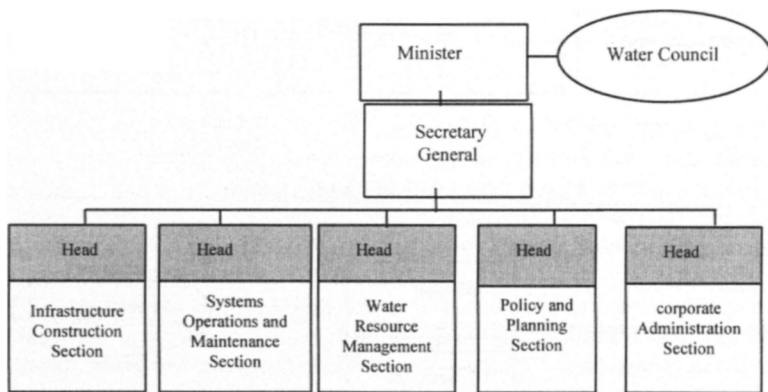 Minister
Water Council
Secretary
General
Head
Infrastructure
Construction
Section
Head
Systems
Operations and
Maintenance
Section
Head
Water
Resource
Management
Section
Head
Policy and
Planning
Section
Head
corporate
Administration
Section